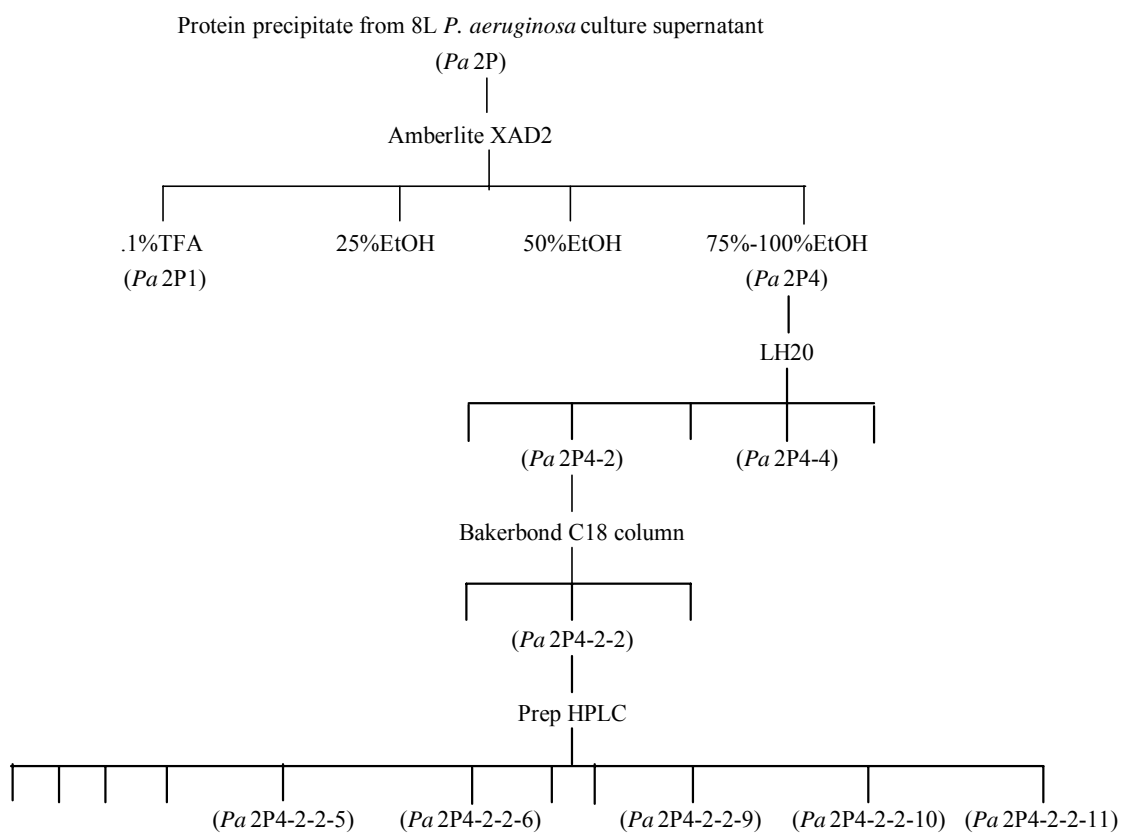 Protein precipitate from 8L P. aeruginosa culture supernatant
(Pa 2P)
Amberlite XAD2
.1%TFA 25%EtOH 50%EtOH 75%-100%EtOH
(Pa 2P1) (Pa 2P4)
LH20
(Pa 2P4-2) (Pa 2P4-4)
Bakerbond C18 column
(Pa 2P4-2-2)
Prep HPLC
(Pa 2P4-2-2-5) (Pa 2P4-2-2-6) (Pa 2P4-2-2-9) (Pa 2P4-2-2-10) (Pa 2P4-2-2-11)